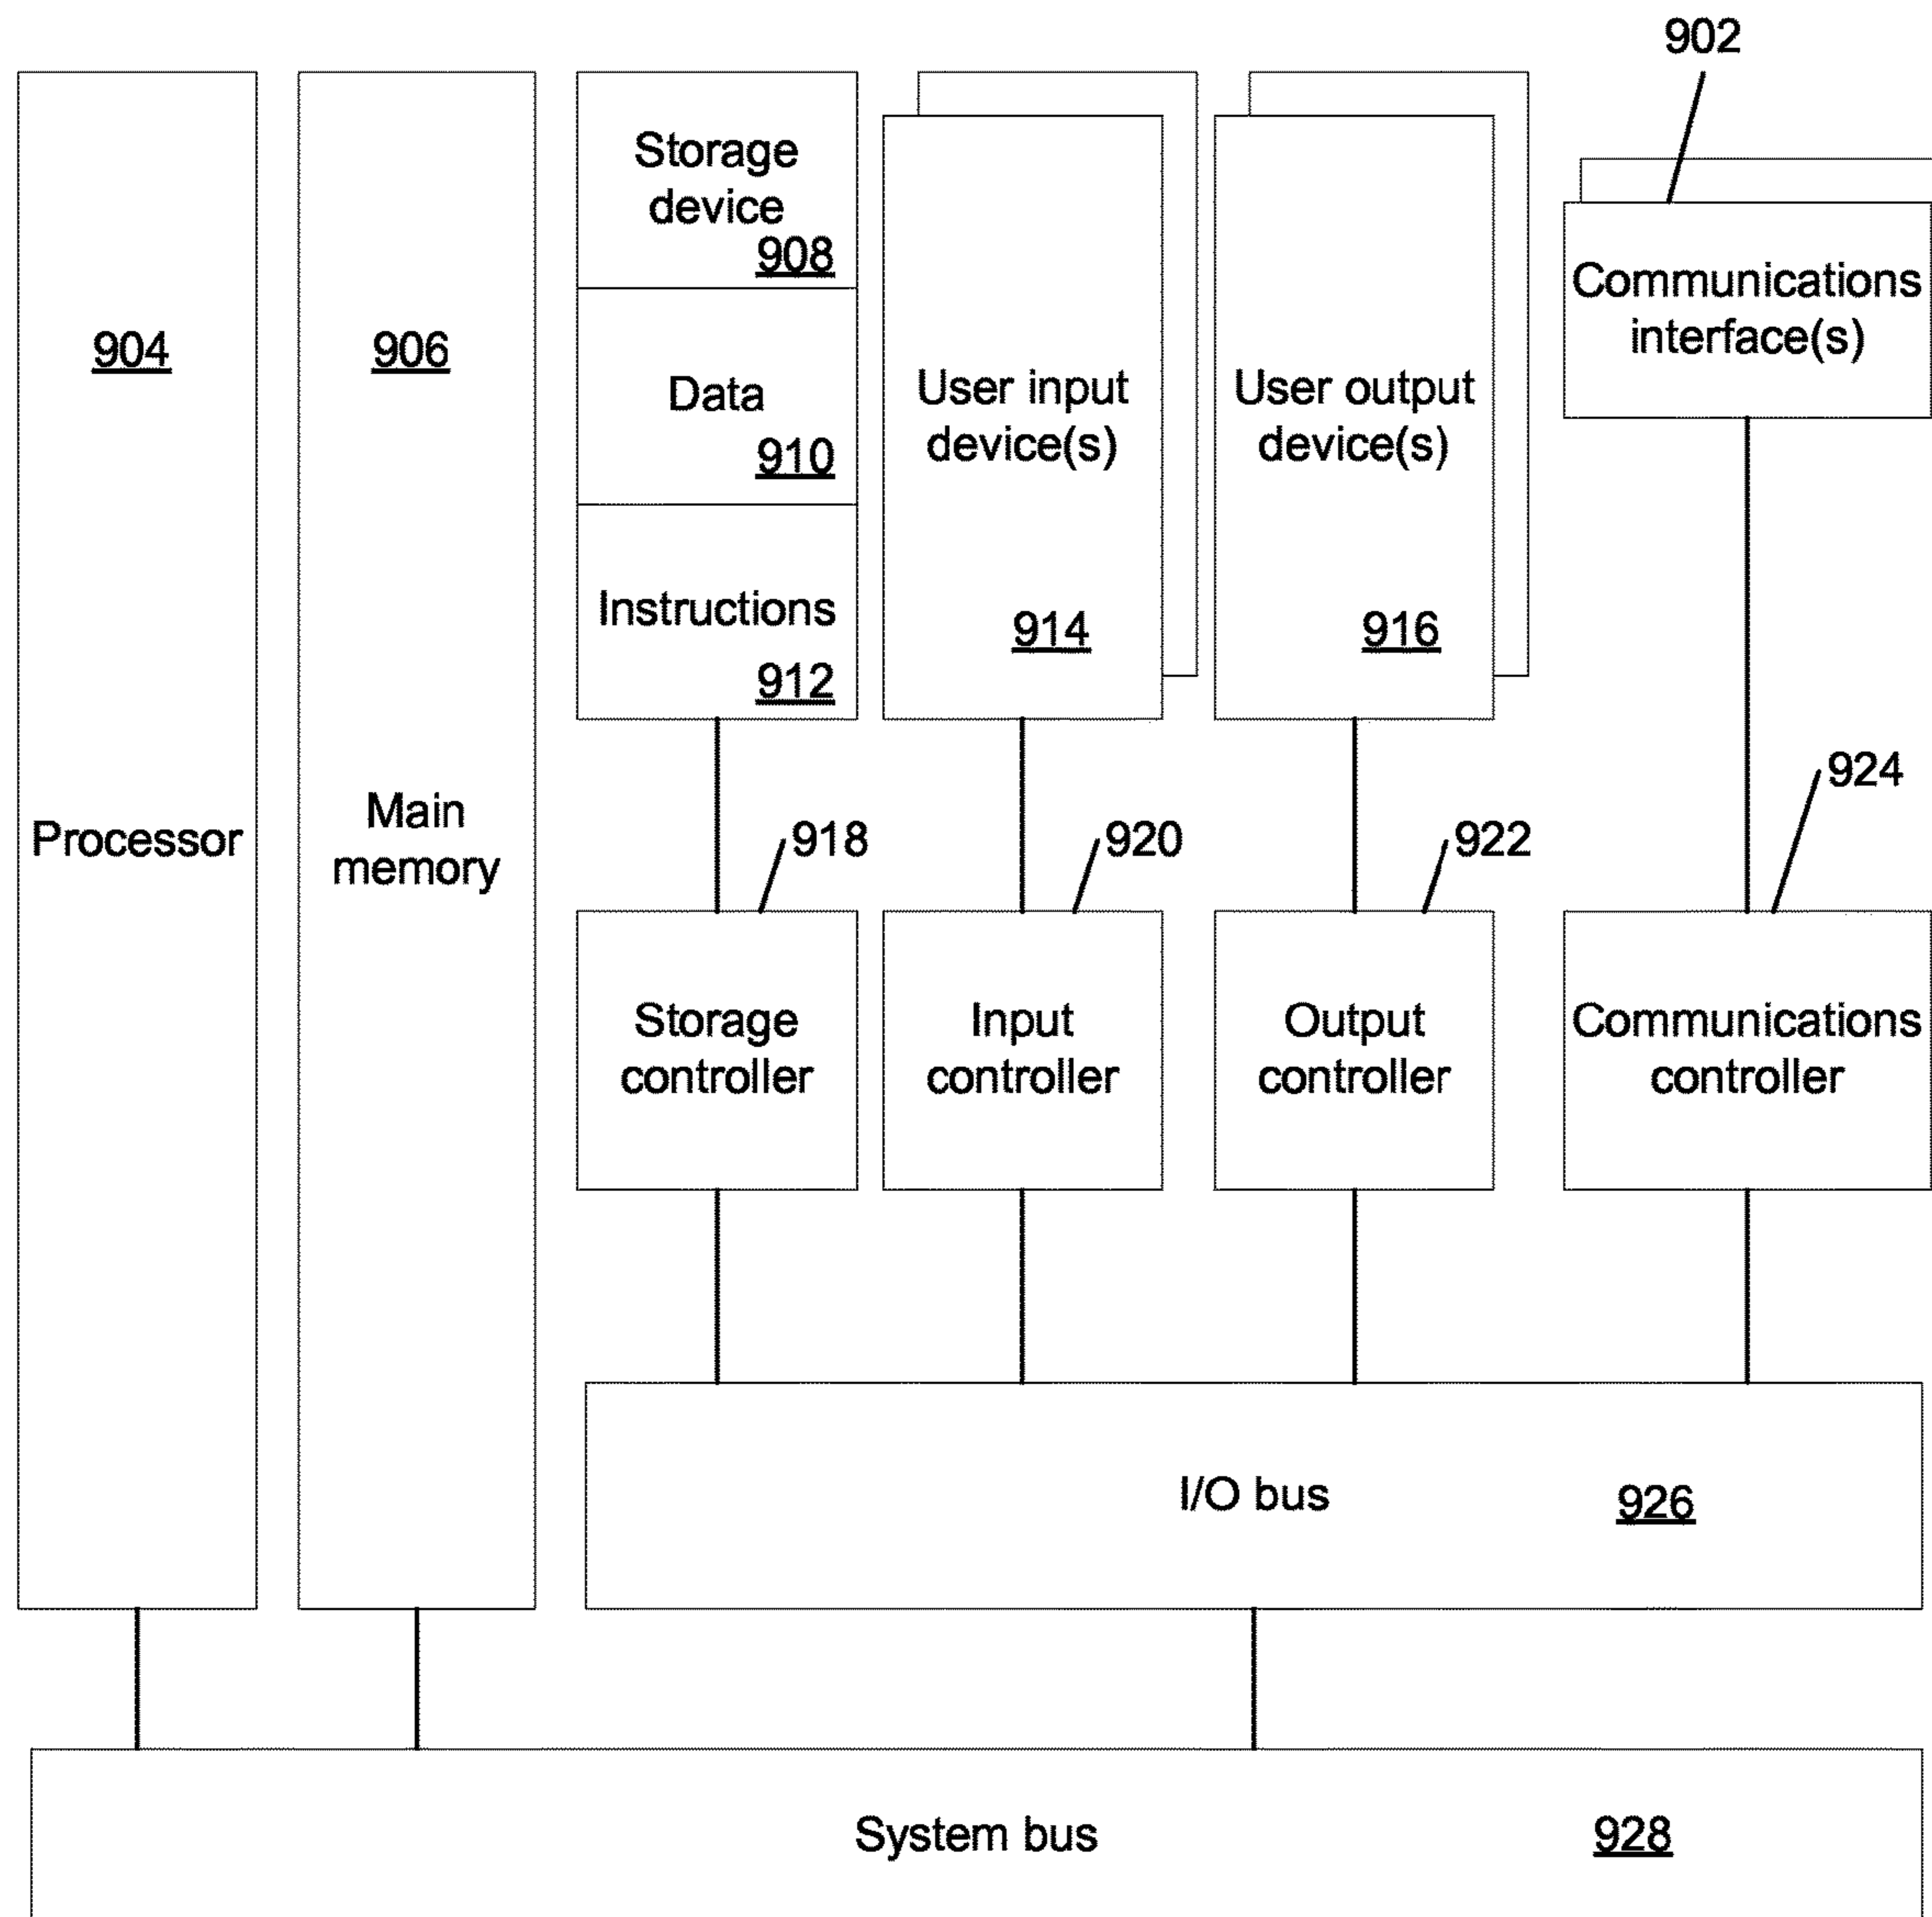 902
Storage
device
908
904
906
Communications
interface(s)
Data
910
User input
device(s)
User output
device(s)
Instructions
912
914
916
924
Processor
Main
memory
918
920
922
Storage
controller
Input
controller
Output
controller
Communications
controller
I/O bus
926
System bus
928